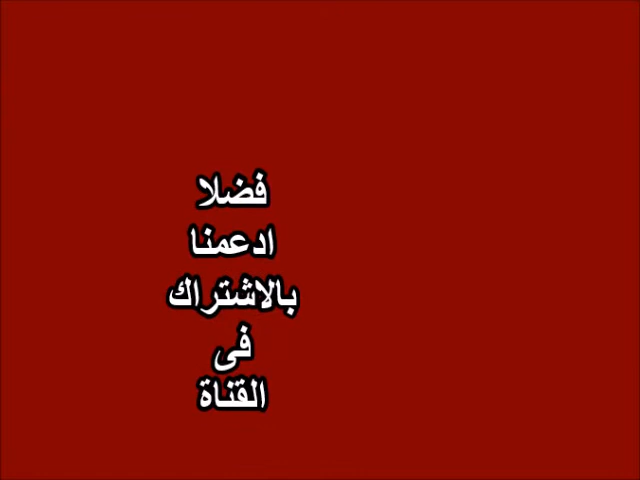 فضلا
ادعمنا
بالاشتراك
فى
القناة